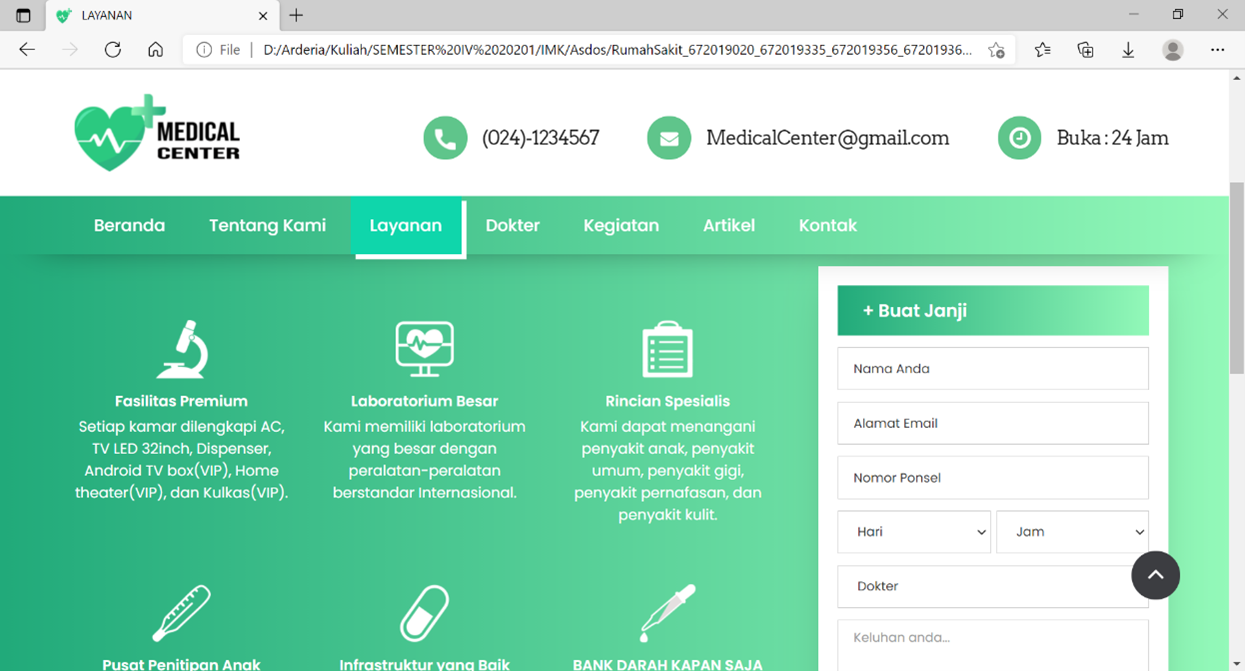 LAYANAN
File
D:/Arderia/Kuliah/SEMESTER%20IV%2020201/IMK/Asdos/RumahSakit_672019020_672019335_672019356_67201936...
MEDICAL
CENTER
(024)-1234567
MedicalCenter@gmail.com
Buka : 24 Jam
Beranda
Tentang Kami
Layanan
Dokter
Kegiatan
Artikel
Kontak
Fasilitas Premium
Setiap kamar dilengkapi AC,
TV LED 32inch, Dispenser,
Android TV box(VIP), Home
theater(VIP), dan Kulkas(VIP).
Laboratorium Besar
Kami memiliki laboratorium
yang besar dengan
peralatan-peralatan
berstandar Internasional.
Rincian Spesialis
Kami dapat menangani
penyakit anak, penyakit
umum, penyakit gigi,
penyakit pernafasan, dan
penyakit kulit.
Pusat Penitipan Anak
Infrastruktur yang Baik
BANK DARAH KAPAN SAJA
+ Buat Janji
Nama Anda
Alamat Email
Nomor Ponsel
Hari
Jam
Dokter
Keluhan anda...